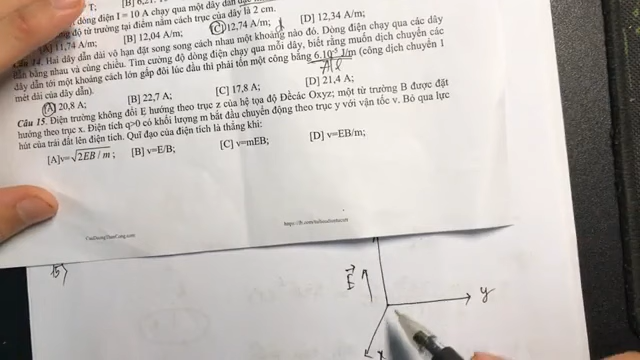 T; [B] 6,21.
dòng điện I = 10 A chạy qua một dây dẫn
độ từ trường tại điểm nằm cách trục của dây là 2 cm.
[A] 11,74 A/m; [B] 12,04 A/m; [C] 12,74 A/m; [D] 12,34 A/m;
Câu 14. Hai dây dẫn dài vô hạn đặt song song cách nhau một khoảng nào đó. Dòng điện chạy qua các dây
dẫn bằng nhau và cùng chiều. Tìm cường độ dòng điện chạy qua mỗi dây, biết rằng muốn dịch chuyển các
dây dẫn tới một khoảng cách lớn gấp đôi lúc đầu thì phải tốn một công bằng 6.10⁻⁵ J/m (công dịch chuyển 1
mét dài của dây dẫn).
[A] 20,8 A; [B] 22,7 A; [C] 17,8 A; [D] 21,4 A;
Câu 15. Điện trường không đổi E hướng theo trục z của hệ tọa độ Đềcác Oxyz; một từ trường B được đặt
hướng theo trục x. Điện tích q>0 có khối lượng m bắt đầu chuyển động theo trục y với vận tốc v. Bỏ qua lực
hút của trái đất lên điện tích. Quĩ đạo của điện tích là thẳng khi:
[A]v=√2EB/m; [B] v=E/B; [C] v=mEB; [D] v=EB/m;
15)
E
y
x